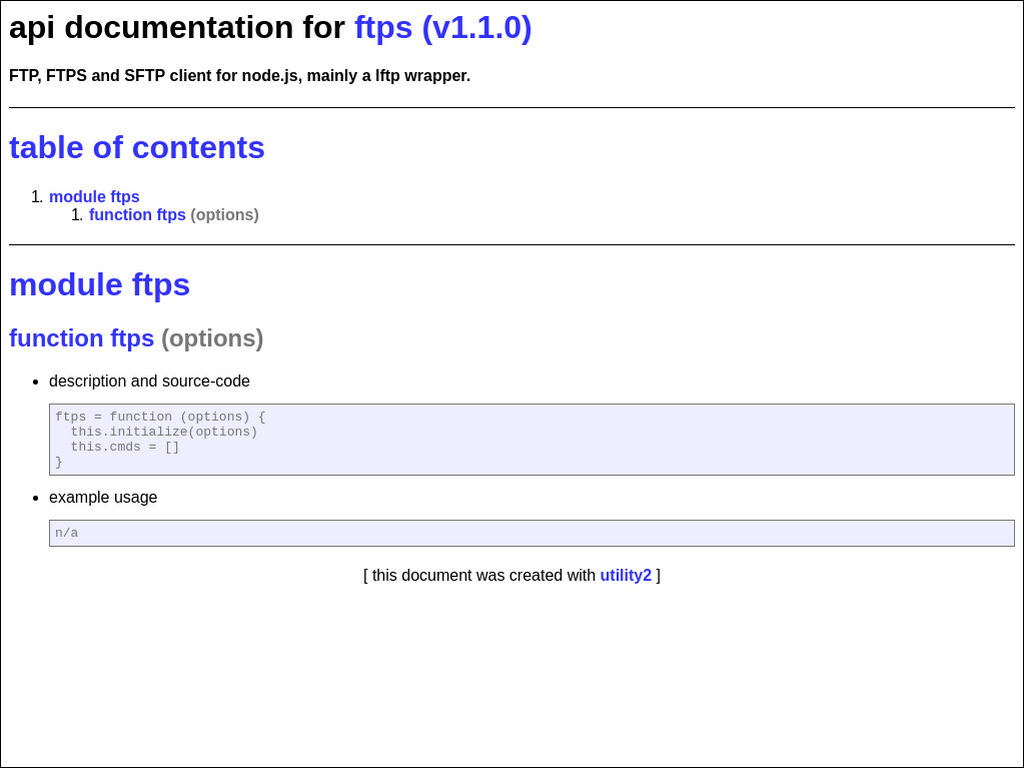 api documentation for ftps (v1.1.0)
FTP, FTPS and SFTP client for node.js, mainly a lftp wrapper.
table of contents
1. module ftps
1. function ftps (options)
module ftps
function ftps (options)
• description and source-code
ftps = function (options) {
  this.initialize(options)
  this.cmds = []
}
• example usage
n/a
[ this document was created with utility2 ]